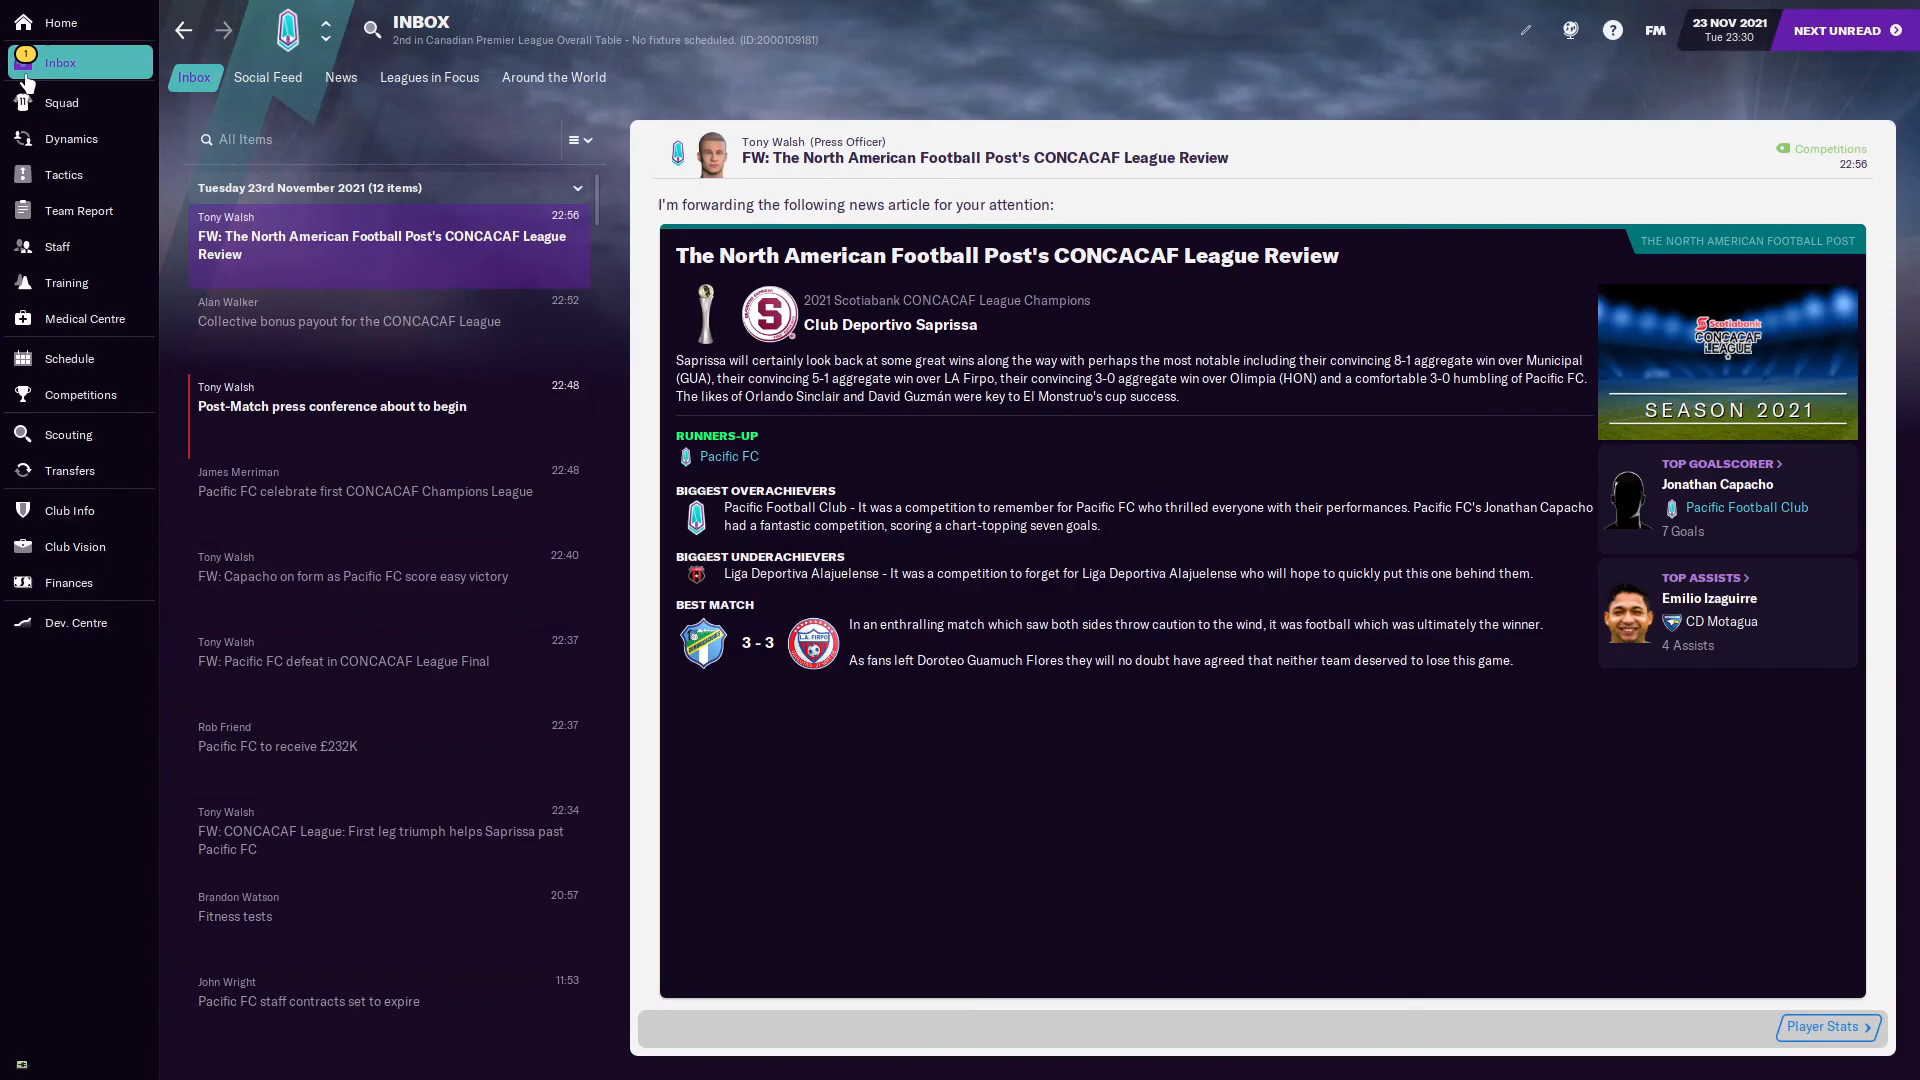 Home
1
Inbox
Squad
Dynamics
Tactics
Team Report
Staff
Training
Medical Centre
Schedule
Competitions
Scouting
Transfers
Club Info
Club Vision
Finances
Dev. Centre
INBOX
2nd in Canadian Premier League Overall Table - No fixture scheduled. (ID:2000109181)
FM
23 NOV 2021
Tue 23:30
NEXT UNREAD
Inbox
Social Feed
News
Leagues in Focus
Around the World
All Items
Tuesday 23rd November 2021 (12 items)
Tony Walsh 22:56
FW: The North American Football Post's CONCACAF League
Review
Alan Walker 22:52
Collective bonus payout for the CONCACAF League
Tony Walsh 22:48
Post-Match press conference about to begin
James Merriman 22:48
Pacific FC celebrate first CONCACAF Champions League
Tony Walsh 22:40
FW: Capacho on form as Pacific FC score easy victory
Tony Walsh 22:37
FW: Pacific FC defeat in CONCACAF League Final
Rob Friend 22:37
Pacific FC to receive £232K
Tony Walsh 22:34
FW: CONCACAF League: First leg triumph helps Saprissa past
Pacific FC
Brandon Watson 20:57
Fitness tests
John Wright 11:53
Pacific FC staff contracts set to expire
Tony Walsh (Press Officer)
FW: The North American Football Post's CONCACAF League Review
Competitions
22:56
I'm forwarding the following news article for your attention:
THE NORTH AMERICAN FOOTBALL POST
The North American Football Post's CONCACAF League Review
S
2021 Scotiabank CONCACAF League Champions
Club Deportivo Saprissa
Saprissa will certainly look back at some great wins along the way with perhaps the most notable including their convincing 8-1 aggregate win over Municipal
(GUA), their convincing 5-1 aggregate win over LA Firpo, their convincing 3-0 aggregate win over Olimpia (HON) and a comfortable 3-0 humbling of Pacific FC.
The likes of Orlando Sinclair and David Guzmán were key to El Monstruo's cup success.
RUNNERS-UP
Pacific FC
BIGGEST OVERACHIEVERS
Pacific Football Club - It was a competition to remember for Pacific FC who thrilled everyone with their performances. Pacific FC's Jonathan Capacho
had a fantastic competition, scoring a chart-topping seven goals.
BIGGEST UNDERACHIEVERS
Liga Deportiva Alajuelense - It was a competition to forget for Liga Deportiva Alajuelense who will hope to quickly put this one behind them.
BEST MATCH
3 - 3
L.A. FIRPO
In an enthralling match which saw both sides throw caution to the wind, it was football which was ultimately the winner.
As fans left Doroteo Guamuch Flores they will no doubt have agreed that neither team deserved to lose this game.
Scotiabank
CONCACAF
LEAGUE
SEASON 2021
TOP GOALSCORER
Jonathan Capacho
Pacific Football Club
7 Goals
TOP ASSISTS
Emilio Izaguirre
CD Motagua
4 Assists
Player Stats